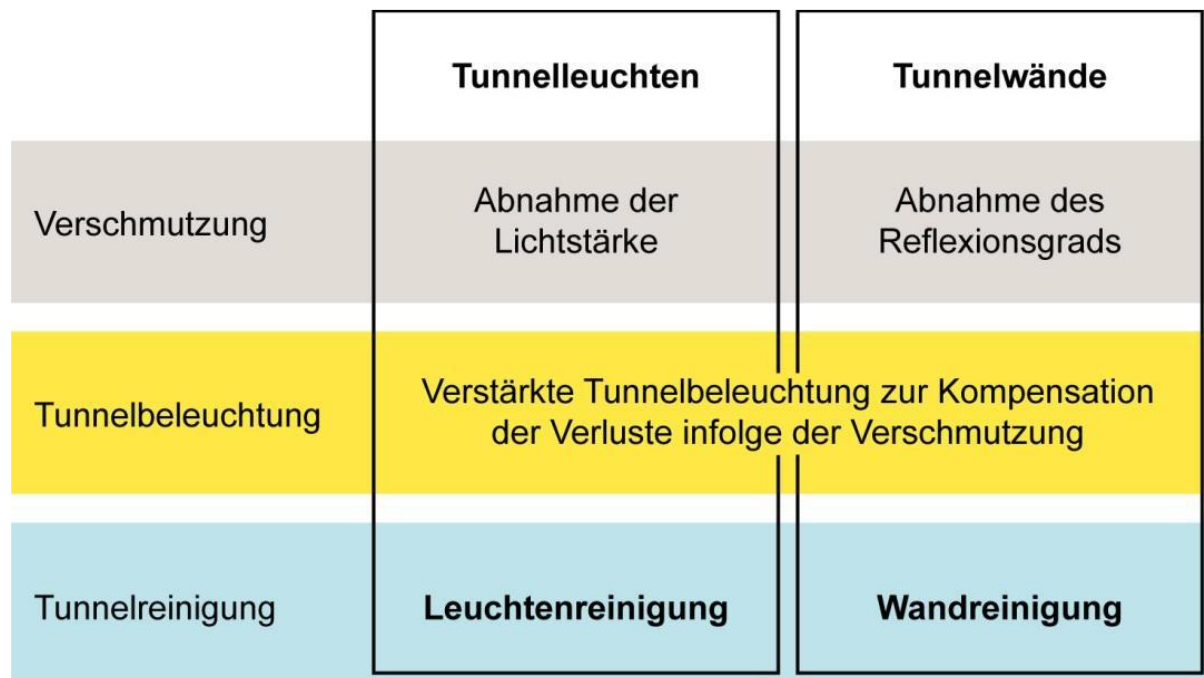 Tunnelleuchten
Tunnelwände
Verschmutzung
Abnahme der
Lichtstärke
Abnahme des
Reflexionsgrads
Tunnelbeleuchtung
Verstärkte Tunnelbeleuchtung zur Kompensation
der Verluste infolge der Verschmutzung
Tunnelreinigung
Leuchtenreinigung
Wandreinigung